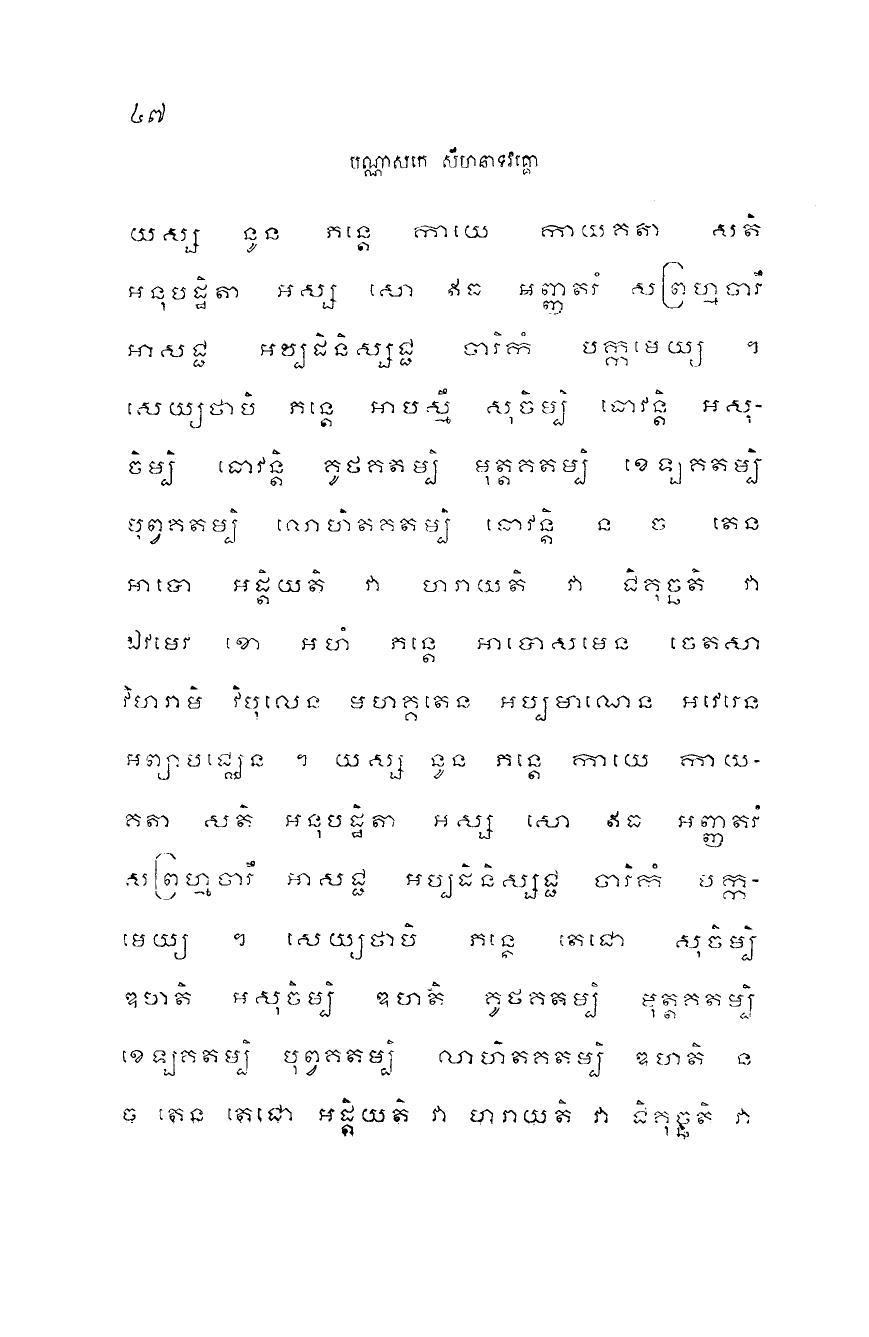 ៤៧
បណ្ណាសកេ សីហនាទវគ្គោ
យស្ស នូន ភន្តេ កាយេ កាយគតា សតិ
អនុបដ្ឋិតា អស្ស សោ ឥធ អញ្ញតរំ សព្រហ្មចារឹ
អាសជ្ជ អប្បដិនិស្សជ្ជ ចារិកំ បក្កមេយ្យ ។
សេយ្យថាបិ ភន្តេ អាបស្មឹ សុចិម្បិ ធោវន្តិ អសុ-
ចិម្បិ ធោវន្តិ គូថគតម្បិ មុត្តគតម្បិ ខេឡគតម្បិ
បុព្វគតម្បិ លោហិតគតម្បិ ធោវន្តិ ន ច តេន
អាបោ អដ្តិយតិ វា ហរាយតិ វា ជិគុច្ឆតិ វា
ឯវមេវ ខោ អហំ ភន្តេ អាបោសមេន ចេតសា
វិហរាមិ វិបុលេន មហគ្គតេន អប្បមាណេន អវេរេន
អព្យាបជ្ឈេន ។ យស្ស នូន ភន្តេ កាយេ កាយ-
គតា សតិ អនុបដ្ឋិតា អស្ស សោ ឥធ អញ្ញតរំ
សព្រហ្មចារឹ អាសជ្ជ អប្បដិនិស្សជ្ជ ចារិកំ បក្ក-
មេយ្យ ។ សេយ្យថាបិ ភន្តេ តេជោ សុចិម្បិ
ឌហតិ អសុចិម្បិ ឌហតិ គូថគតម្បិ មុត្តគតម្បិ
ខេឡគតម្បិ បុព្វគតម្បិ លោហិតគតម្បិ ឌហតិ ន
ច តេន តេជោ អដ្តិយតិ វា ហរាយតិ វា ជិគុច្ឆតិ វា